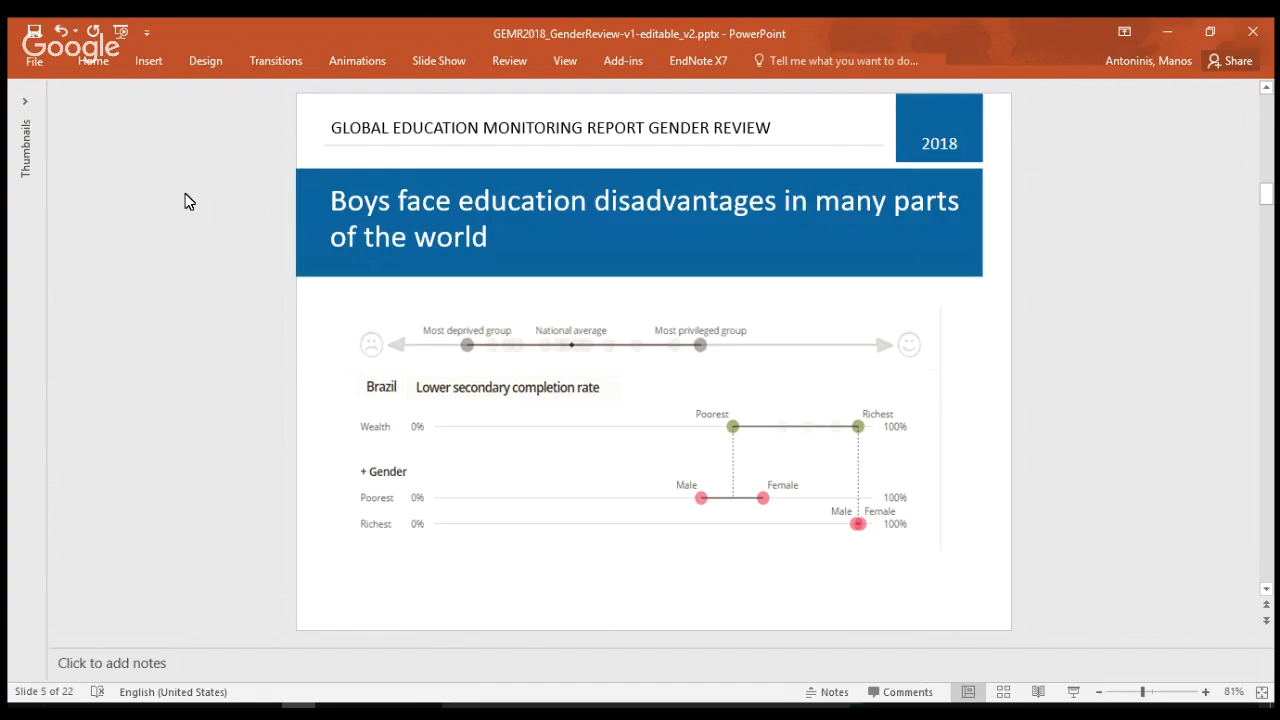 GEMR2018_GenderReview-v1-editable_v2.pptx - PowerPoint
Google
File Home Insert Design Transitions Animations Slide Show Review View Add-ins EndNote X7 Tell me what you want to do... Antoninis, Manos Share
Thumbnails
GLOBAL EDUCATION MONITORING REPORT GENDER REVIEW
2018
Boys face education disadvantages in many parts
of the world
Most deprived group National average Most privileged group
Brazil Lower secondary completion rate
Poorest Richest
Wealth 0% 100%
+ Gender
Male Female
Poorest 0% 100%
Male Female
Richest 0% 100%
Click to add notes
Slide 5 of 22 English (United States) Notes Comments 81%